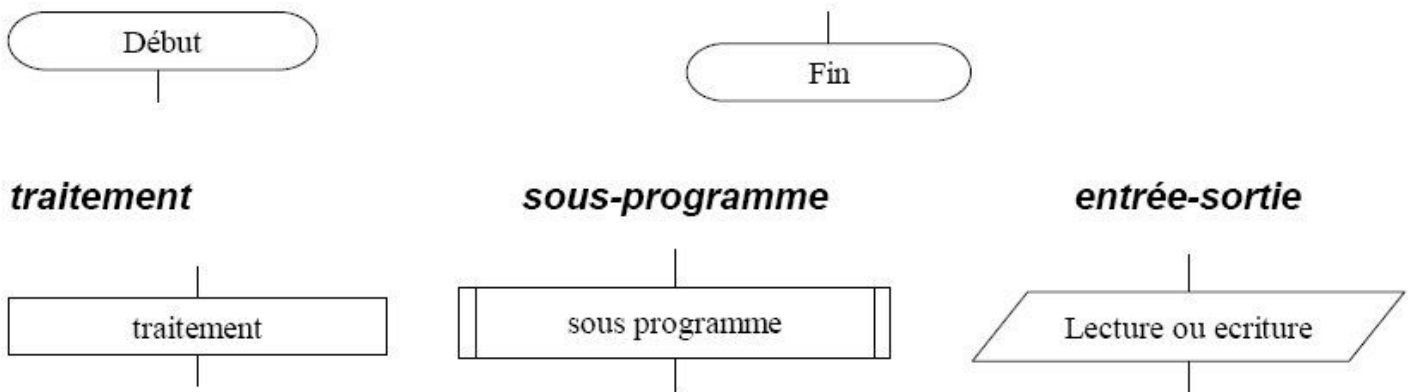 Début
Fin
traitement
sous-programme
entrée-sortie
traitement
sous programme
Lecture ou ecriture